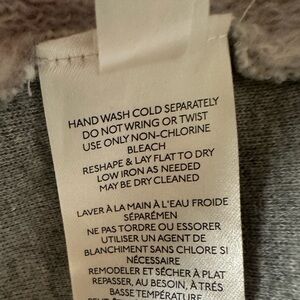 HAND WASH COLD SEPARATELY
DO NOT WRING OR TWIST
USE ONLY NON-CHLORINE
BLEACH
RESHAPE & LAY FLAT TO DRY
LOW IRON AS NEEDED
MAY BE DRY CLEANED
LAVER À LA MAIN À L'EAU FROIDE
SÉPARÉMEN
NE PAS TORDRE OU ESSORER
UTILISER UN AGENT DE
BLANCHIMENT SANS CHLORE SI
NÉCESSAIRE
REMODELER ET SÉCHER À PLAT
REPASSER, AU BESOIN, À TRÈS
BASSE TEMPÉRATURE